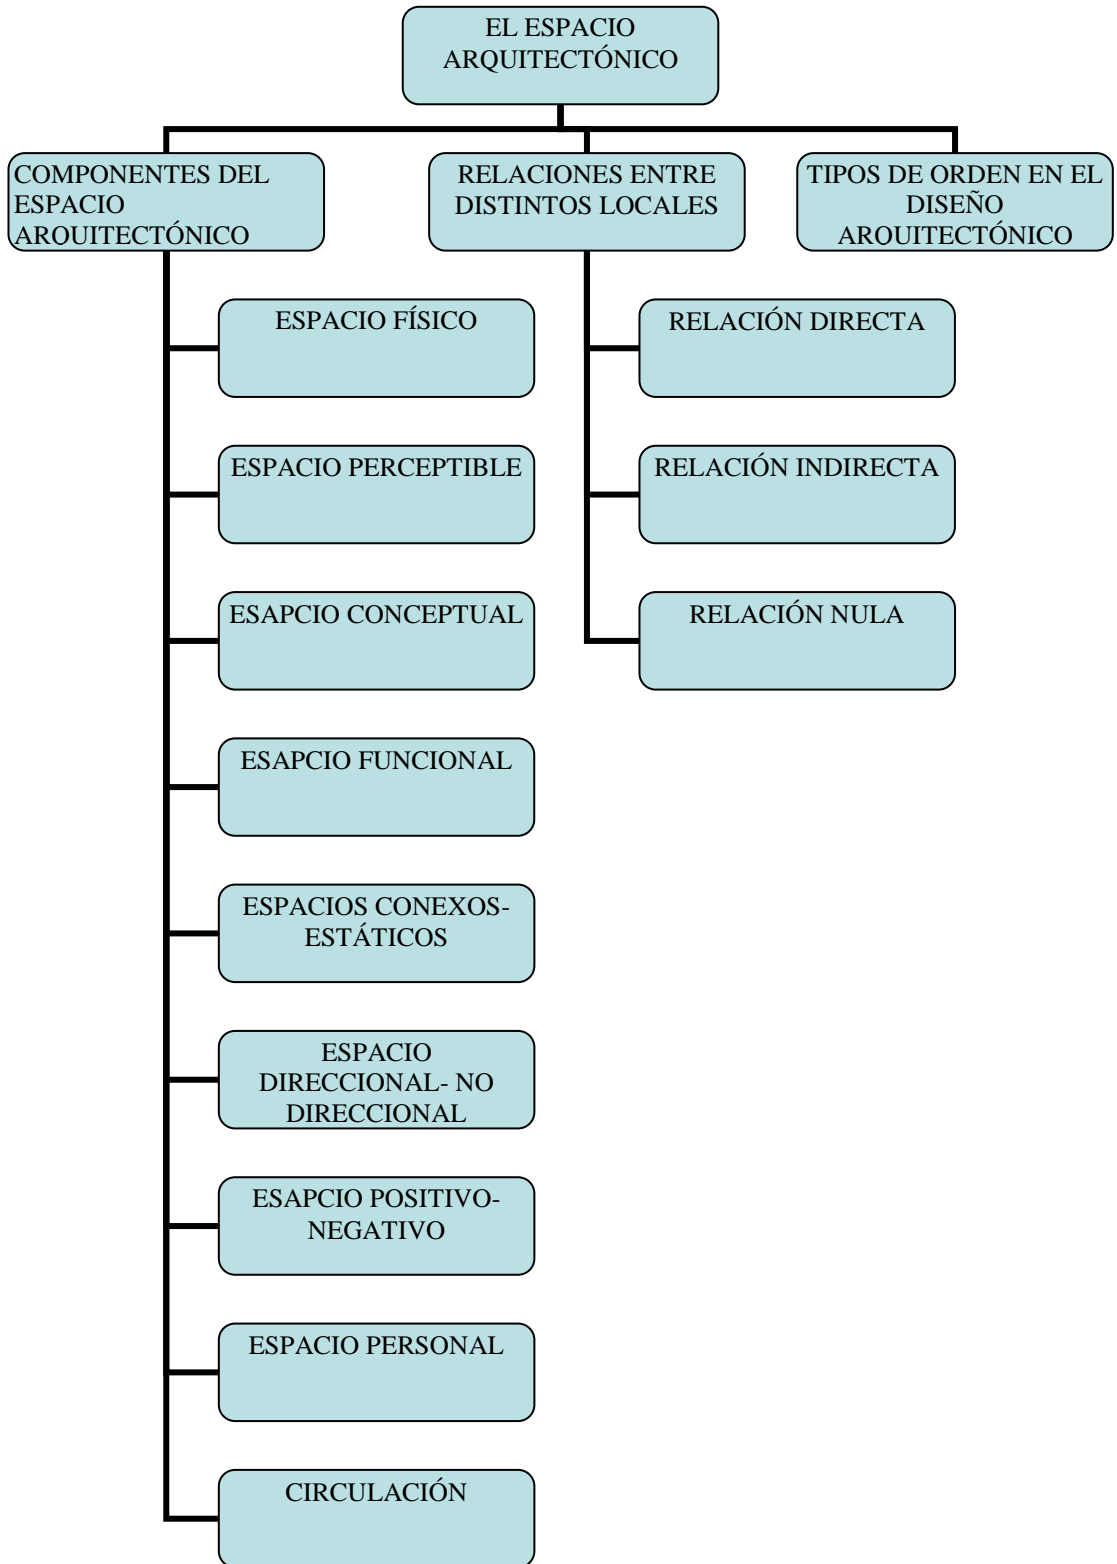 EL ESPACIO
ARQUITECTÓNICO
COMPONENTES DEL
ESPACIO
ARQUITECTÓNICO
RELACIONES ENTRE
DISTINTOS LOCALES
TIPOS DE ORDEN EN EL
DISEÑO
ARQUITECTÓNICO
ESPACIO FÍSICO
ESPACIO PERCEPTIBLE
ESAPCIO CONCEPTUAL
ESAPCIO FUNCIONAL
ESPACIOS CONEXOS-
ESTÁTICOS
ESPACIO
DIRECCIONAL- NO
DIRECCIONAL
ESAPCIO POSITIVO-
NEGATIVO
ESPACIO PERSONAL
CIRCULACIÓN
RELACIÓN DIRECTA
RELACIÓN INDIRECTA
RELACIÓN NULA